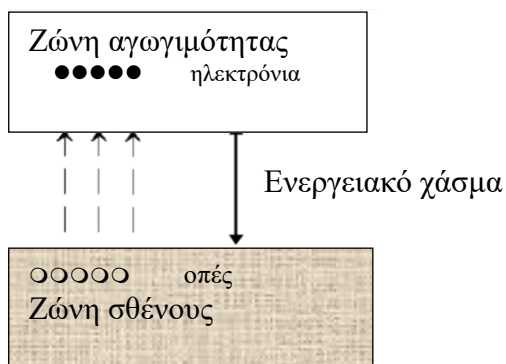 Ζώνη αγωγιμότητας
ηλεκτρόνια
Ενεργειακό χάσμα
οπές
Ζώνη σθένους